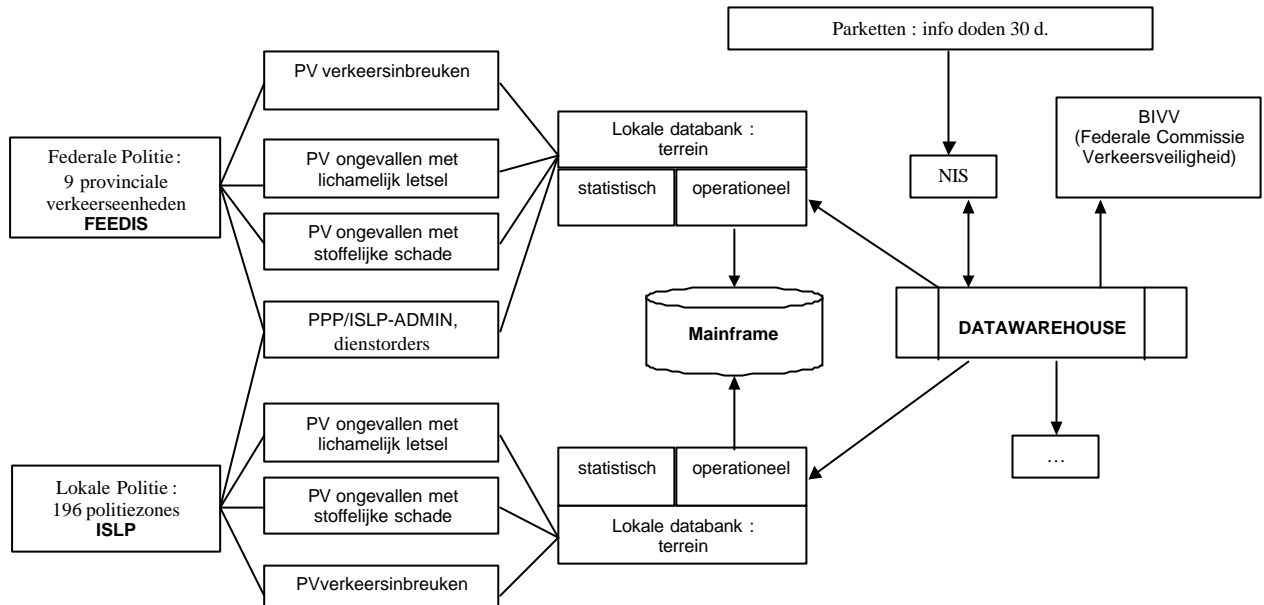 Parketten : info doden 30 d.
PV verkeersinbreuken
Lokale databank :
terrein
statistisch
operationeel
BIVV
(Federale Commissie
Verkeersveiligheid)
Federale Politie :
9 provinciale
verkeerseenheden
FEEDIS
PV ongevallen met
lichamelijk letsel
NIS
PV ongevallen met
stoffelijke schade
PPP/ISLP-ADMIN,
dienstorders
Mainframe
DATAWAREHOUSE
PV ongevallen met
lichamelijk letsel
statistisch
operationeel
Lokale databank :
terrein
...
Lokale Politie :
196 politiezones
ISLP
PV ongevallen met
stoffelijke schade
PVverkeersinbreuken